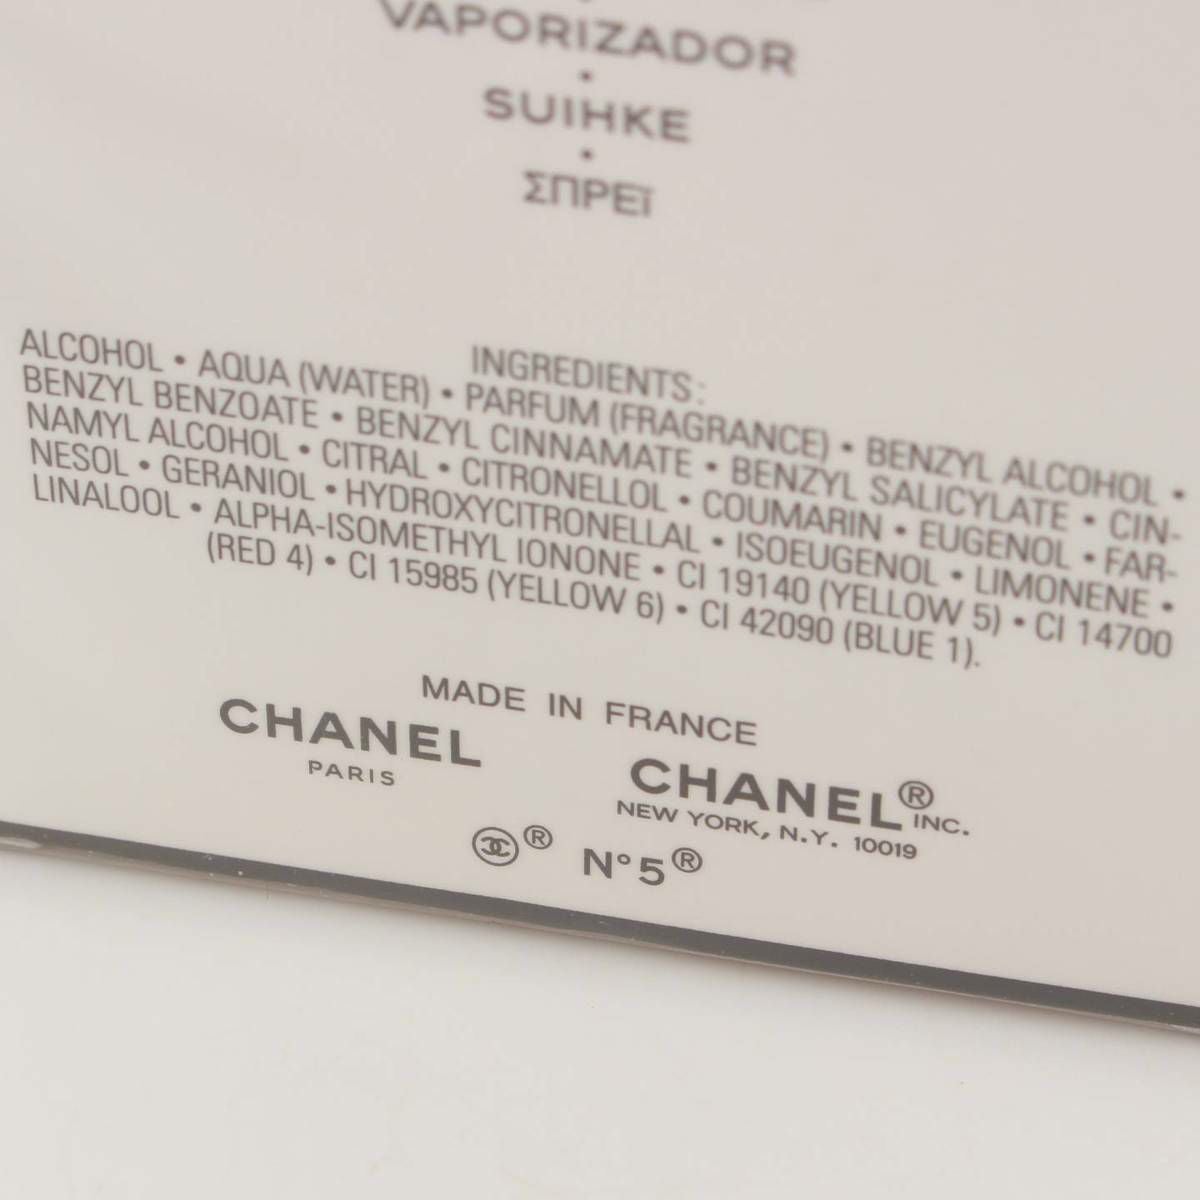 VAPORIZADOR
•
SUIHKE
•
ΣΠΡΕΪ
INGREDIENTS:
ALCOHOL • AQUA (WATER) • PARFUM (FRAGRANCE) • BENZYL ALCOHOL •
BENZYL BENZOATE • BENZYL CINNAMATE • BENZYL SALICYLATE • CIN-
NAMYL ALCOHOL • CITRAL • CITRONELLOL • COUMARIN • EUGENOL • FAR-
NESOL • GERANIOL • HYDROXYCITRONELLAL • ISOEUGENOL • LIMONENE •
LINALOOL • ALPHA-ISOMETHYL IONONE • CI 19140 (YELLOW 5) • CI 14700
(RED 4) • CI 15985 (YELLOW 6) • CI 42090 (BLUE 1).
MADE IN FRANCE
CHANEL
PARIS
CHANEL® INC.
NEW YORK, N.Y. 10019
® N°5®